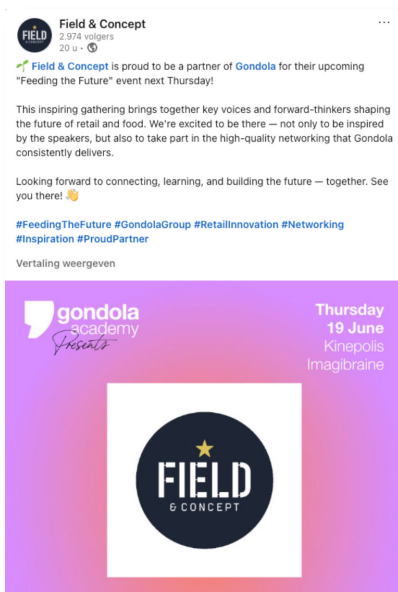 Field & Concept
2.974 volgers
20 u •
Field & Concept is proud to be a partner of Gondola for their upcoming
"Feeding the Future" event next Thursday!
This inspiring gathering brings together key voices and forward-thinkers shaping
the future of retail and food. We're excited to be there — not only to be inspired
by the speakers, but also to take part in the high-quality networking that Gondola
consistently delivers.
Looking forward to connecting, learning, and building the future — together. See
you there! 👋
#FeedingTheFuture #GondolaGroup #RetailInnovation #Networking
#Inspiration #ProudPartner
Vertaling weergeven
gondola
academy
Presents
Thursday
19 June
Kinepolis
Imagibraine
FIELD
& CONCEPT